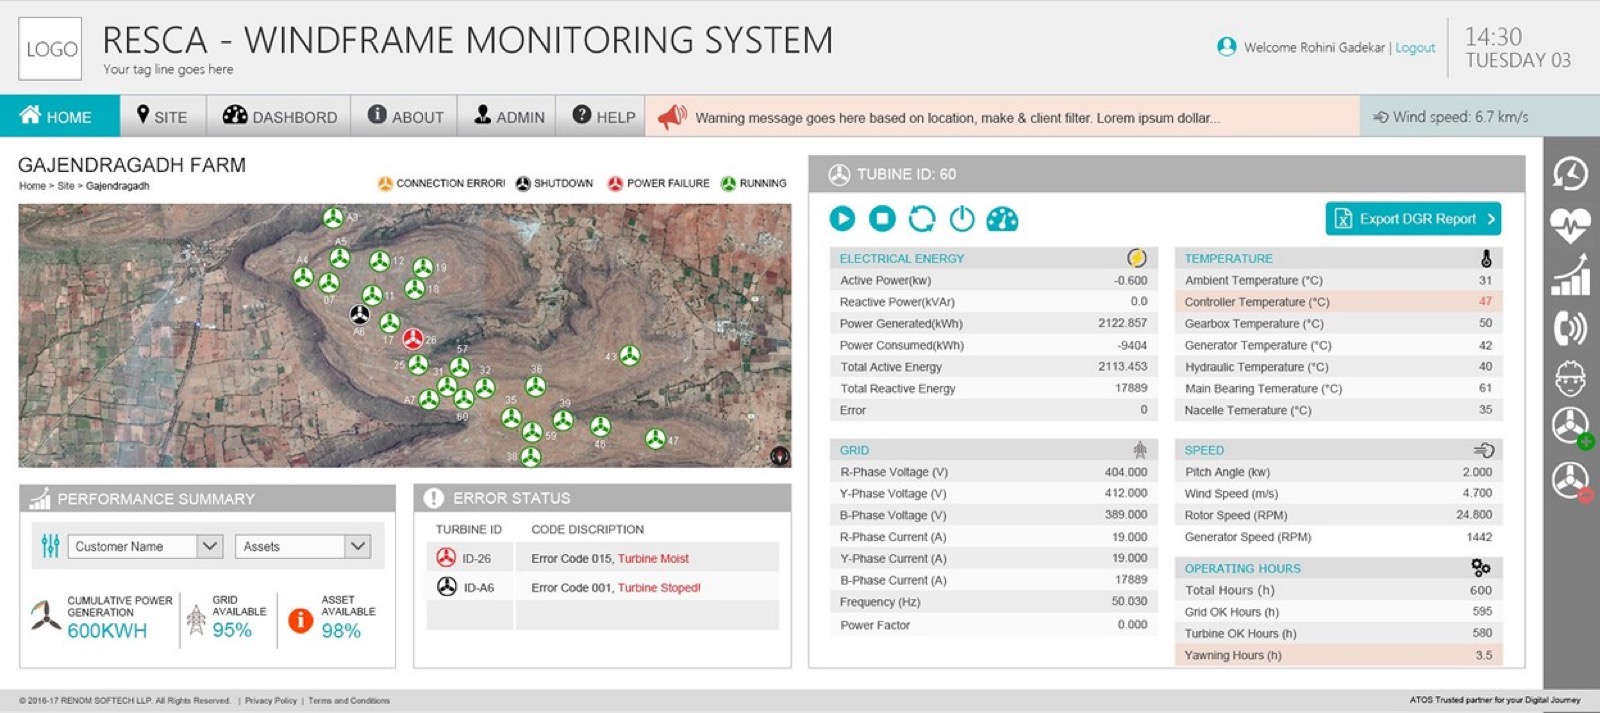 LOGO
RESCA - WINDFRAME MONITORING SYSTEM
Your tag line goes here
Welcome Rohini Gadekar | Logout
14:30
TUESDAY 03
HOME
SITE
DASHBORD
ABOUT
ADMIN
HELP
Warning message goes here based on location, make & client filter. Lorem ipsum dollar...
Wind speed: 6.7 km/s
GAJENDRAGADH FARM
Home > Site > Gajendragadh
CONNECTION ERROR!
SHUTDOWN
POWER FAILURE
RUNNING
A3
A5
A4
12
19
07
11
18
A6
17
26
25
57
43
31
32
36
A7
60
35
39
59
46
47
38
PERFORMANCE SUMMARY
Customer Name
Assets
CUMULATIVE POWER
GENERATION
600KWH
GRID
AVAILABLE
95%
ASSET
AVAILABLE
98%
ERROR STATUS
TURBINE ID CODE DISCRIPTION
ID-26 Error Code 015, Turbine Moist
ID-A6 Error Code 001, Turbine Stoped!
TUBINE ID: 60
Export DGR Report
ELECTRICAL ENERGY
Active Power(kw) -0.600
Reactive Power(kVAr) 0.0
Power Generated(kWh) 2122.857
Power Consumed(kWh) -9404
Total Active Energy 2113.453
Total Reactive Energy 17889
Error 0
GRID
R-Phase Voltage (V) 404.000
Y-Phase Voltage (V) 412.000
B-Phase Voltage (V) 389.000
R-Phase Current (A) 19.000
Y-Phase Current (A) 19.000
B-Phase Current (A) 17889
Frequency (Hz) 50.030
Power Factor 0.000
TEMPERATURE
Ambient Temperature (°C) 31
Controller Temperature (°C) 47
Gearbox Temperature (°C) 50
Generator Temperature (°C) 42
Hydraulic Temperature (°C) 40
Main Bearing Temerature (°C) 61
Nacelle Temerature (°C) 35
SPEED
Pitch Angle (kw) 2.000
Wind Speed (m/s) 4.700
Rotor Speed (RPM) 24.800
Generator Speed (RPM) 1442
OPERATING HOURS
Total Hours (h) 600
Grid OK Hours (h) 595
Turbine OK Hours (h) 580
Yawning Hours (h) 3.5
© 2016-17 RENOM SOFTECH LLP. All Rights Reserved. | Privacy Policy | Terms and Conditions
ATOS Trusted partner for your Digital Journey